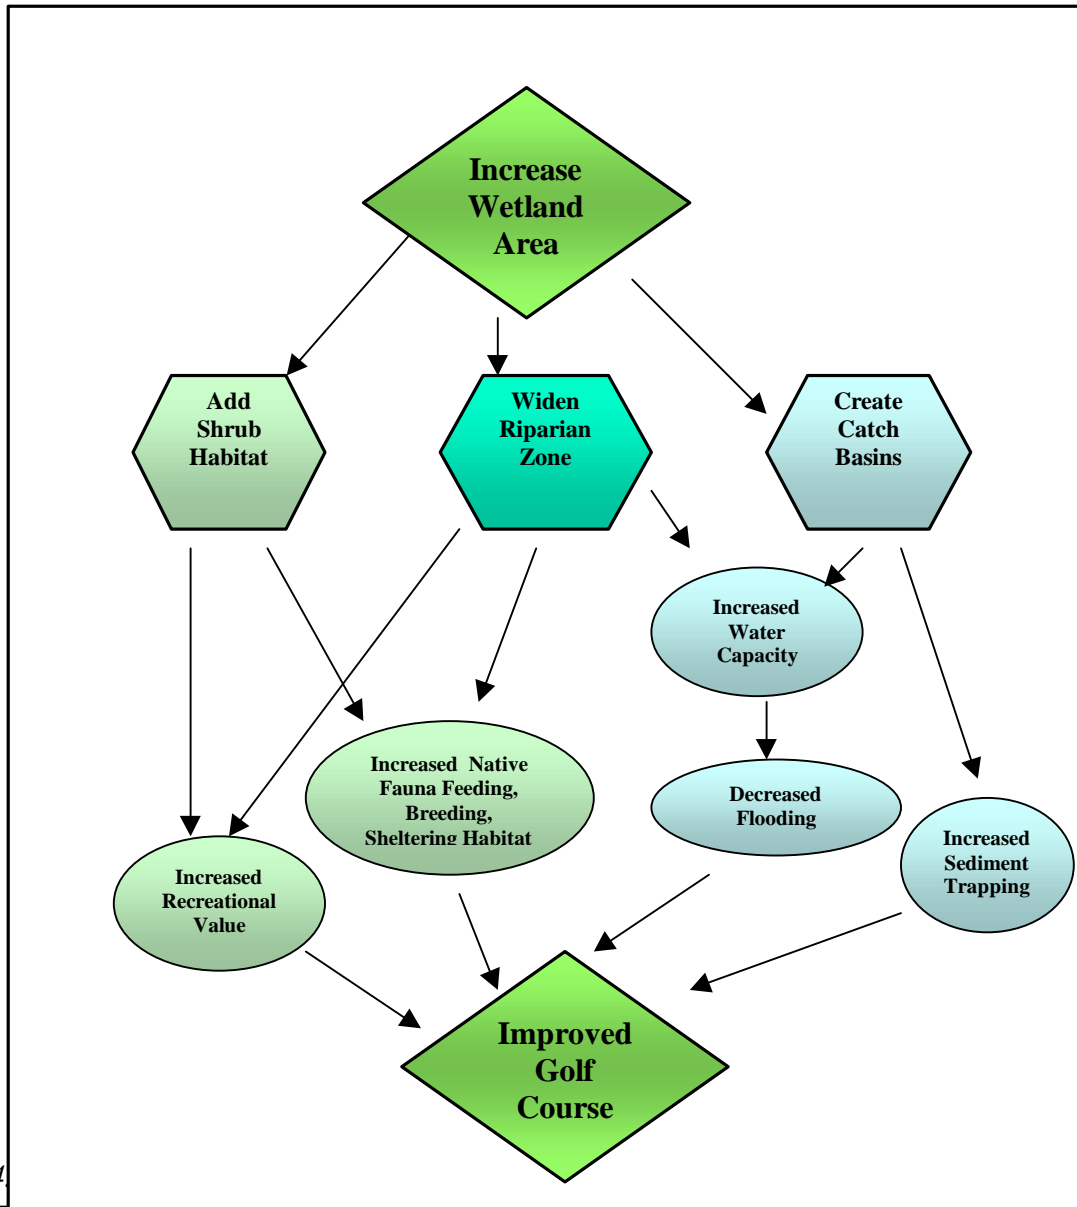 Increase
Wetland
Area
Add
Shrub
Habitat
Widen
Riparian
Zone
Create
Catch
Basins
Increased
Water
Capacity
Increased Native
Fauna Feeding,
Breeding,
Sheltering Habitat
Decreased
Flooding
Increased
Sediment
Trapping
Increased
Recreational
Value
Improved
Golf
Course